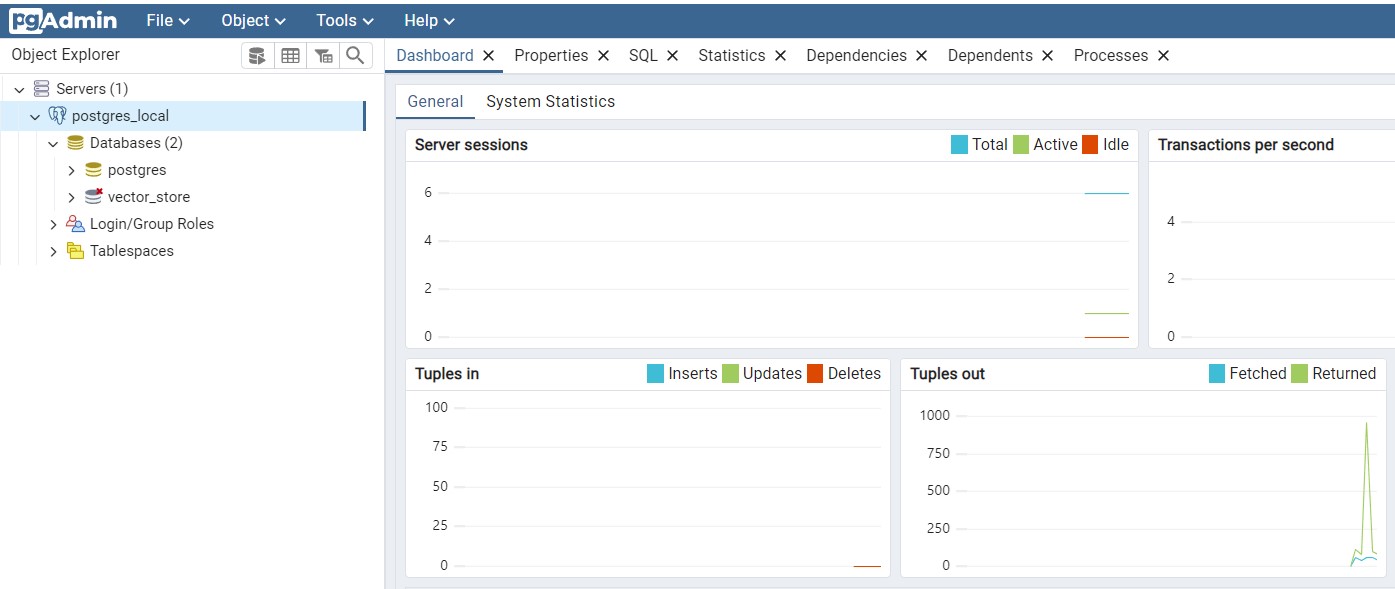 pgAdmin File Object Tools Help
Object Explorer
Dashboard Properties SQL Statistics Dependencies Dependents Processes
Servers (1)
postgres_local
Databases (2)
postgres
vector_store
Login/Group Roles
Tablespaces
General System Statistics
Server sessions Total Active Idle
6
4
2
0
Transactions per second
4
2
0
Tuples in Inserts Updates Deletes
100
75
50
25
0
Tuples out Fetched Returned
1000
750
500
250
0